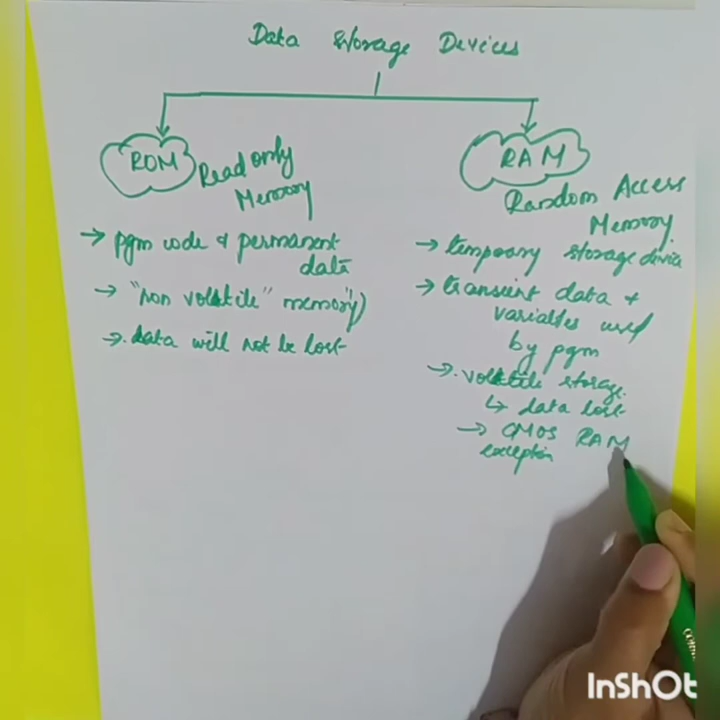 Data Storage Devices
ROM
Read only
Memory
→ pgm code & permanent
data
→ "non volatile" memory)
→ data will not be lost
RAM
Random Access
Memory.
→ temporary storage device
→ transient data &
variables used
by pgm
→ volatile storage
↳ data lost
→ CMOS RAM
exception
InShOt